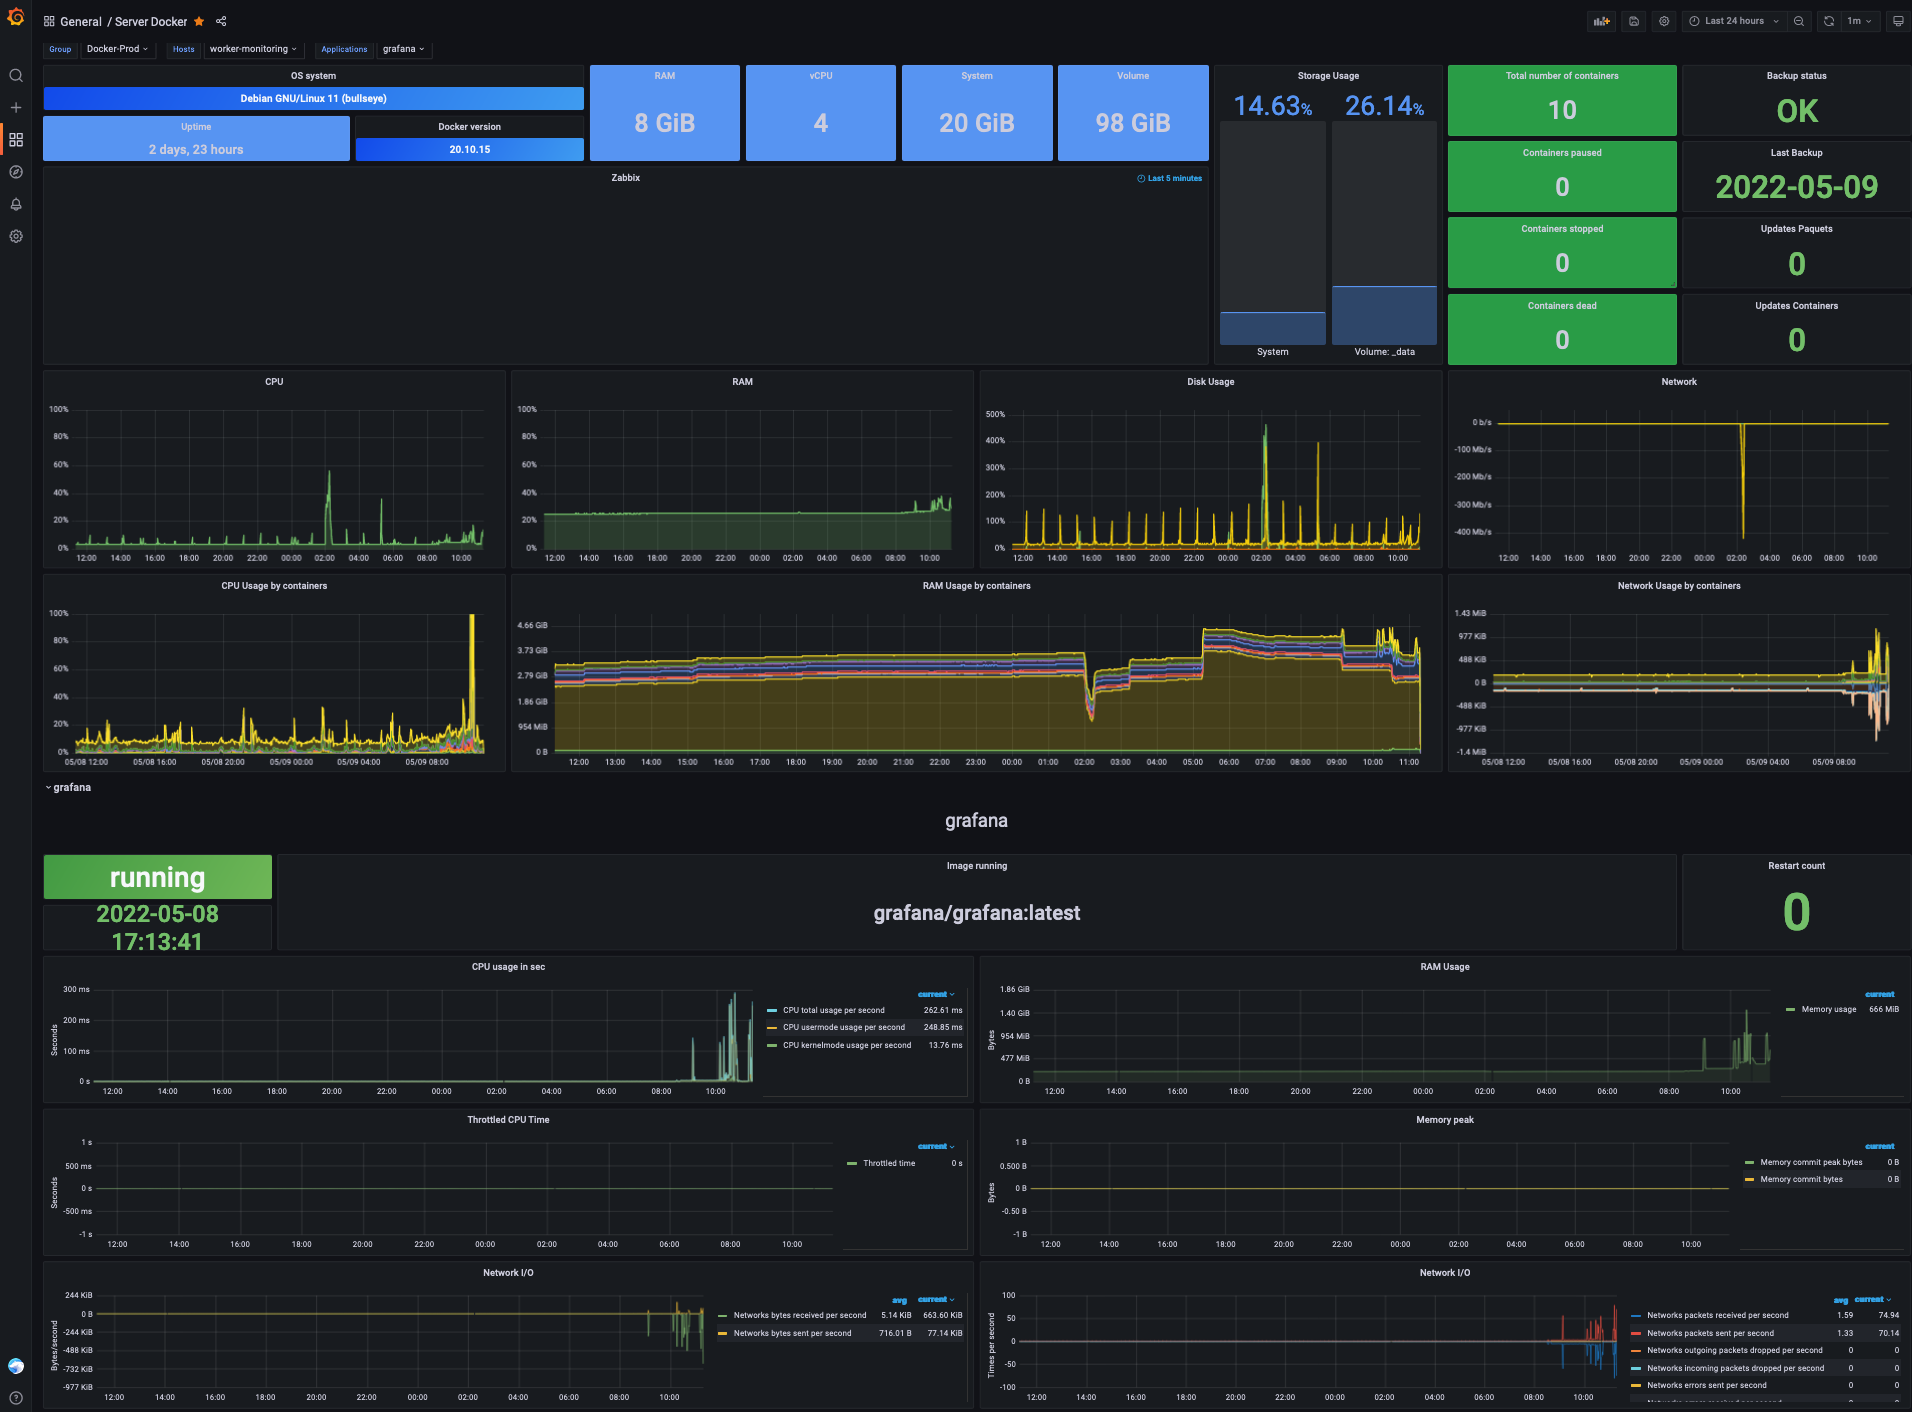 General / Server Docker
Last 24 hours
1m
Group Docker-Prod Hosts worker-monitoring Applications grafana
OS system
Debian GNU/Linux 11 (bullseye)
Uptime
2 days, 23 hours
Docker version
20.10.15
RAM
8 GiB
vCPU
4
System
20 GiB
Volume
98 GiB
Storage Usage
14.63% 26.14%
System Volume: _data
Total number of containers
10
Backup status
OK
Containers paused
0
Last Backup
2022-05-09
Containers stopped
0
Updates Paquets
0
Containers dead
0
Updates Containers
0
Zabbix
Last 5 minutes
CPU
100%
80%
60%
40%
20%
0%
12:00 14:00 16:00 18:00 20:00 22:00 00:00 02:00 04:00 06:00 08:00 10:00
RAM
100%
80%
60%
40%
20%
0%
12:00 14:00 16:00 18:00 20:00 22:00 00:00 02:00 04:00 06:00 08:00 10:00
Disk Usage
500%
400%
300%
200%
100%
0%
12:00 14:00 16:00 18:00 20:00 22:00 00:00 02:00 04:00 06:00 08:00 10:00
Network
0 b/s
-100 Mb/s
-200 Mb/s
-300 Mb/s
-400 Mb/s
12:00 14:00 16:00 18:00 20:00 22:00 00:00 02:00 04:00 06:00 08:00 10:00
CPU Usage by containers
100%
80%
60%
40%
20%
0%
05/08 12:00 05/08 16:00 05/08 20:00 05/09 00:00 05/09 04:00 05/09 08:00
RAM Usage by containers
4.66 GiB
3.73 GiB
2.79 GiB
1.86 GiB
954 MiB
0 B
12:00 13:00 14:00 15:00 16:00 17:00 18:00 19:00 20:00 21:00 22:00 23:00 00:00 01:00 02:00 03:00 04:00 05:00 06:00 07:00 08:00 09:00 10:00 11:00
Network Usage by containers
1.43 MiB
977 KiB
488 KiB
0 B
-488 KiB
-977 KiB
-1.4 MiB
05/08 12:00 05/08 16:00 05/08 20:00 05/09 00:00 05/09 04:00 05/09 08:00
grafana
grafana
running
2022-05-08
17:13:41
Image running
grafana/grafana:latest
Restart count
0
CPU usage in sec
Seconds
300 ms
200 ms
100 ms
0 s
12:00 14:00 16:00 18:00 20:00 22:00 00:00 02:00 04:00 06:00 08:00 10:00
current
CPU total usage per second 262.61 ms
CPU usermode usage per second 248.85 ms
CPU kernelmode usage per second 13.76 ms
RAM Usage
Bytes
1.86 GiB
1.40 GiB
954 MiB
477 MiB
0 B
12:00 14:00 16:00 18:00 20:00 22:00 00:00 02:00 04:00 06:00 08:00 10:00
current
Memory usage 666 MiB
Throttled CPU Time
Seconds
1 s
500 ms
0 s
-500 ms
-1 s
12:00 14:00 16:00 18:00 20:00 22:00 00:00 02:00 04:00 06:00 08:00 10:00
current
Throttled time 0 s
Memory peak
Bytes
1 B
0.500 B
0 B
-0.50 B
-1 B
12:00 14:00 16:00 18:00 20:00 22:00 00:00 02:00 04:00 06:00 08:00 10:00
current
Memory commit peak bytes 0 B
Memory commit bytes 0 B
Network I/O
Bytes/second
244 KiB
0 B
-244 KiB
-488 KiB
-732 KiB
-977 KiB
12:00 14:00 16:00 18:00 20:00 22:00 00:00 02:00 04:00 06:00 08:00 10:00
avg current
Networks bytes received per second 5.14 KiB 663.60 KiB
Networks bytes sent per second 716.01 B 77.14 KiB
Network I/O
Times per second
100
50
0
-50
-100
12:00 14:00 16:00 18:00 20:00 22:00 00:00 02:00 04:00 06:00 08:00 10:00
avg current
Networks packets received per second 1.59 74.94
Networks packets sent per second 1.33 70.14
Networks outgoing packets dropped per second 0 0
Networks incoming packets dropped per second 0 0
Networks errors sent per second 0 0